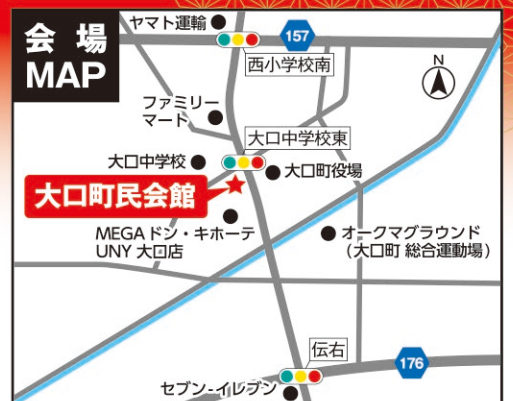 会場
MAP
ヤマト運輸
157
西小学校南
N
ファミリー
マート
大口中学校東
大口中学校
大口町役場
大口町民会館
MEGAドン・キホーテ
UNY 大口店
オークマグラウンド
(大口町 総合運動場)
伝右
176
セブン-イレブン